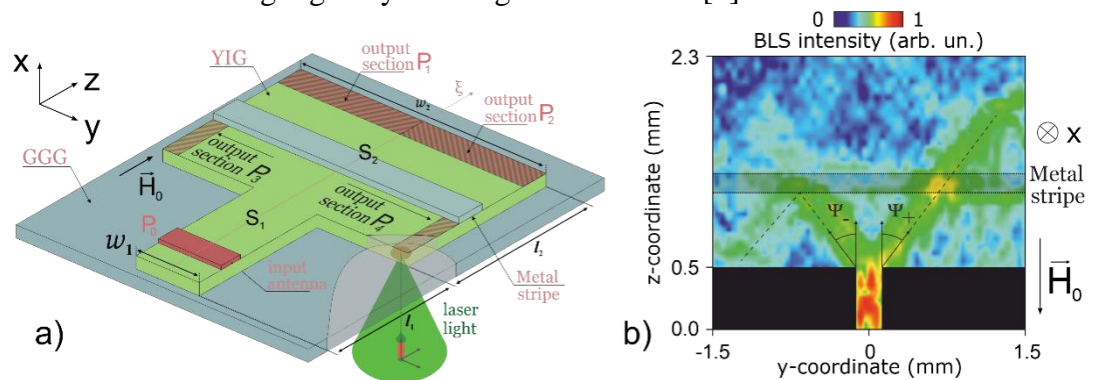 [ ]
x
z
y
YIG
GGG
output
section P₁
w₂
ξ
output
section P₂
S₂
output
section P₃
H₀
output
section P₄
S₁
P₀
w₁
input
antenna
l₁
l₂
Metal
stripe
laser
light
a)
b)
0 1
BLS intensity (arb. un.)
2.3
0.5
0.0
z-coordinate (mm)
Ψ₋
Ψ₊
-1.5
0
1.5
y-coordinate (mm)
⊗ x
Metal
stripe
H₀